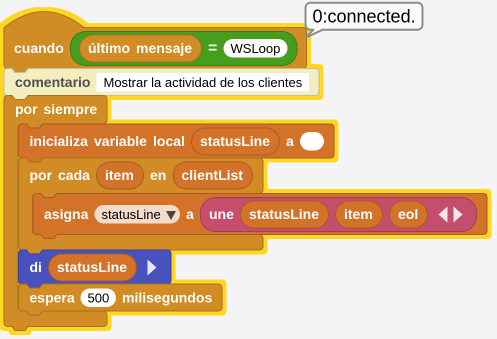 0:connected.
cuando último mensaje = WSLoop
comentario Mostrar la actividad de los clientes
por siempre
inicializa variable local statusLine a
por cada item en clientList
asigna statusLine a une statusLine item eol
di statusLine
espera 500 milisegundos